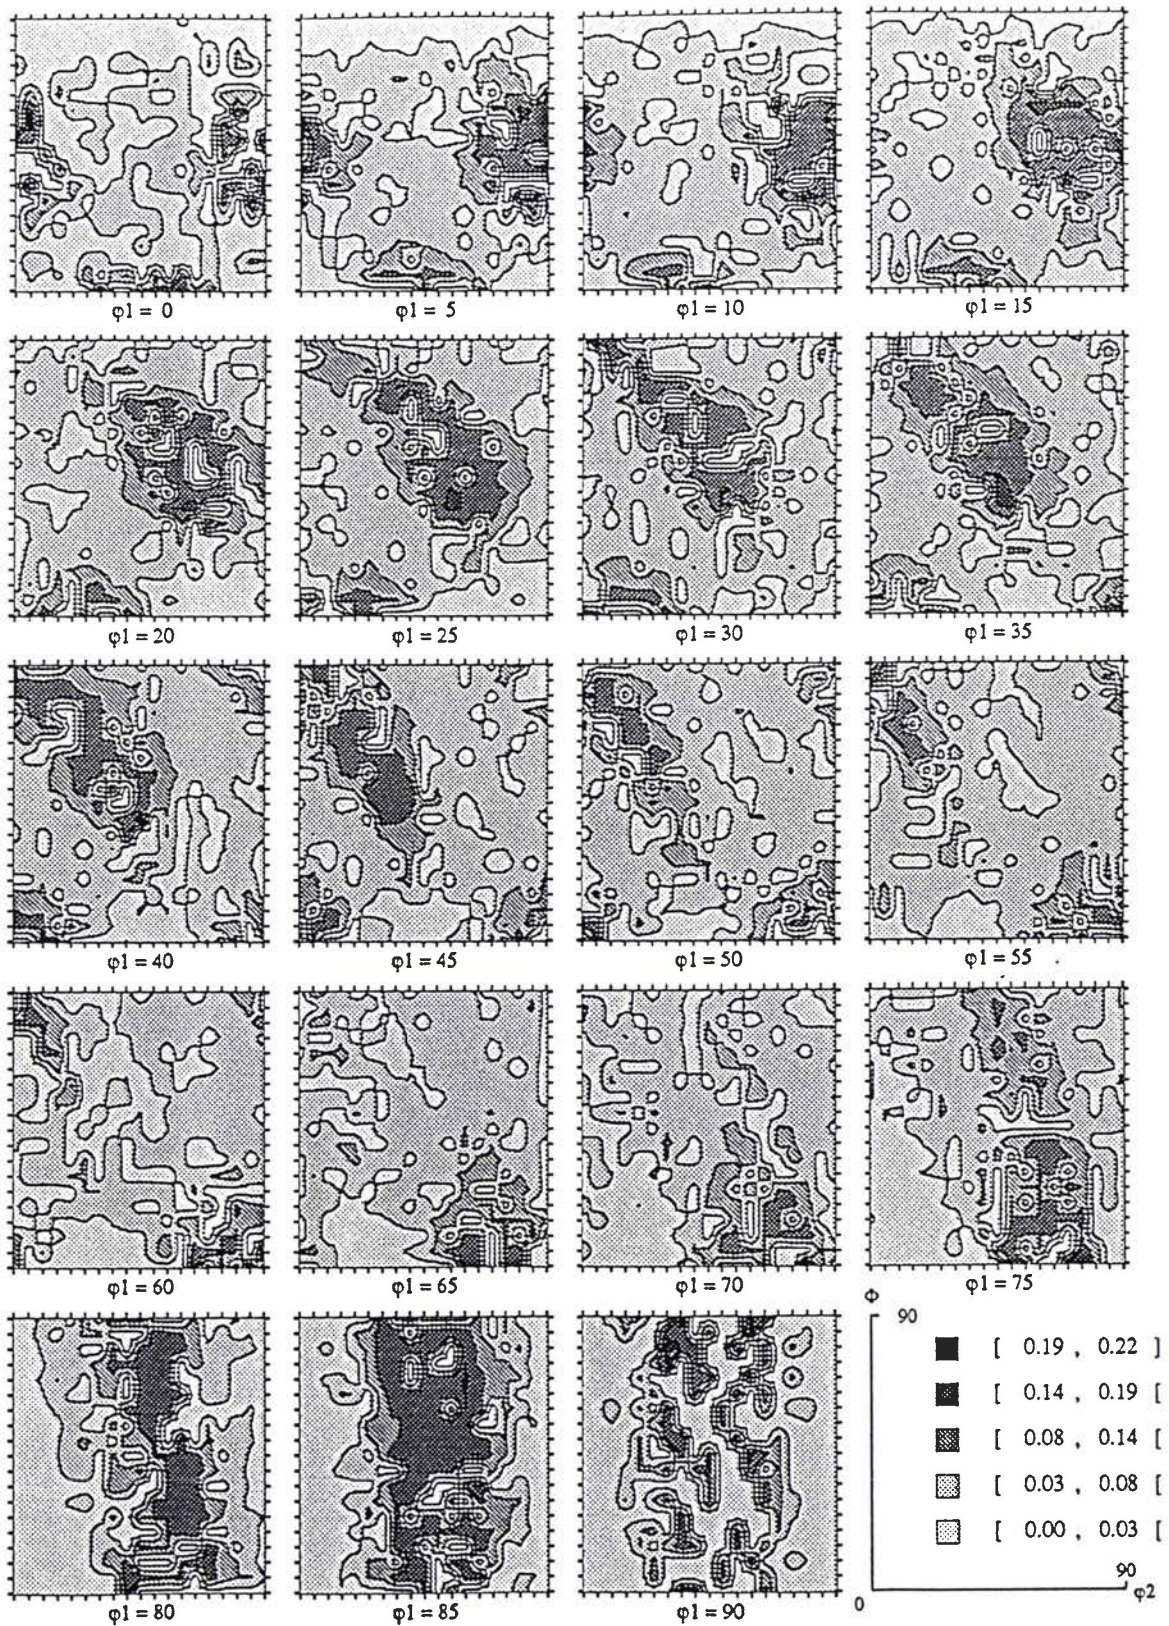 φ1 = 0 φ1 = 5 φ1 = 10 φ1 = 15
φ1 = 20 φ1 = 25 φ1 = 30 φ1 = 35
φ1 = 40 φ1 = 45 φ1 = 50 φ1 = 55
φ1 = 60 φ1 = 65 φ1 = 70 φ1 = 75
Φ
90
[ 0.19 , 0.22 ]
[ 0.14 , 0.19 [
[ 0.08 , 0.14 [
[ 0.03 , 0.08 [
[ 0.00 , 0.03 [
90
0 φ2
φ1 = 80 φ1 = 85 φ1 = 90